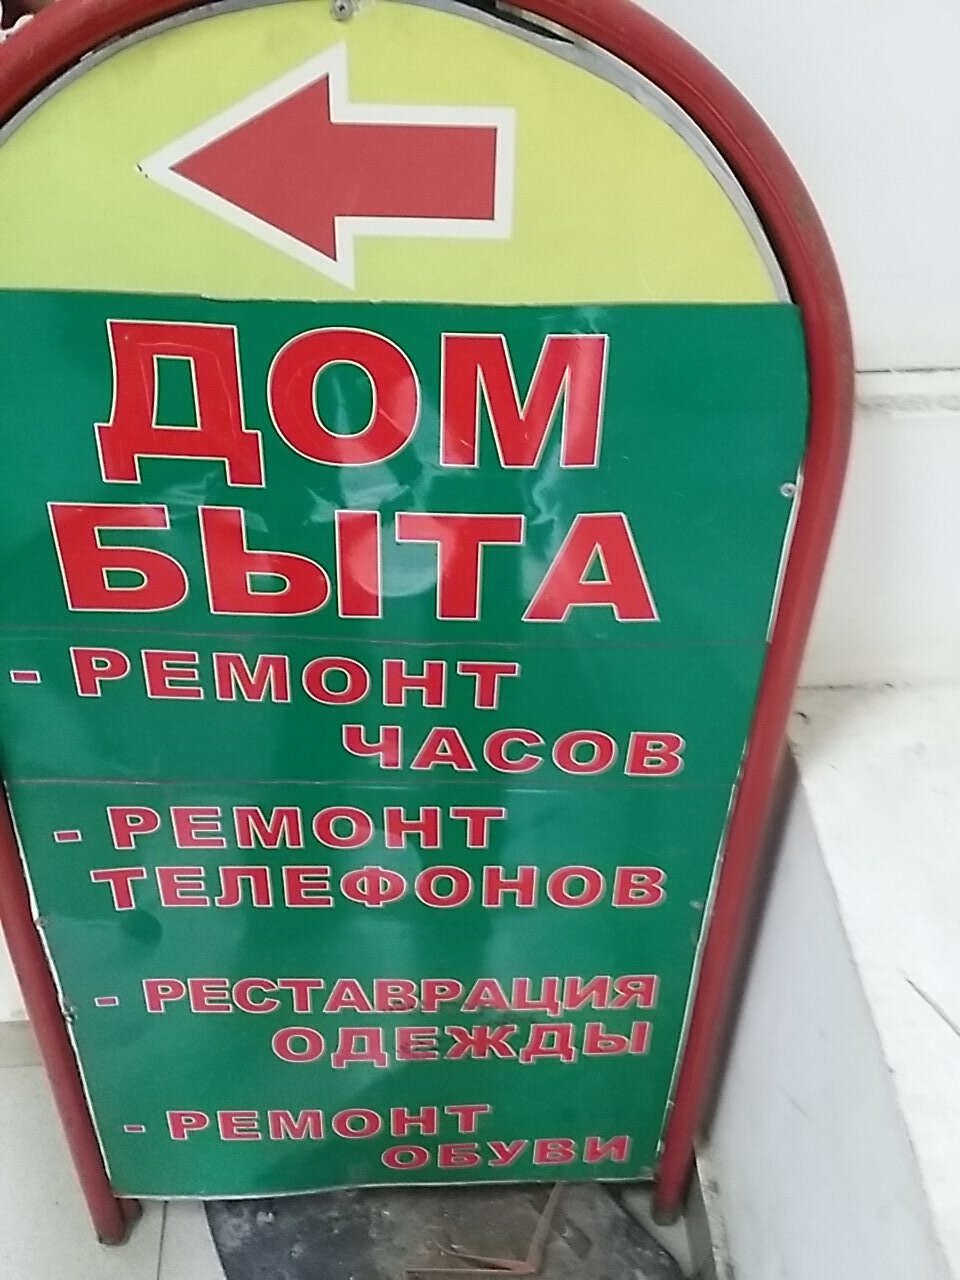 ДОМ
БЫТА
- РЕМОНТ
ЧАСОВ
- РЕМОНТ
ТЕЛЕФОНОВ
- РЕСТАВРАЦИЯ
ОДЕЖДЫ
- РЕМОНТ
ОБУВИ